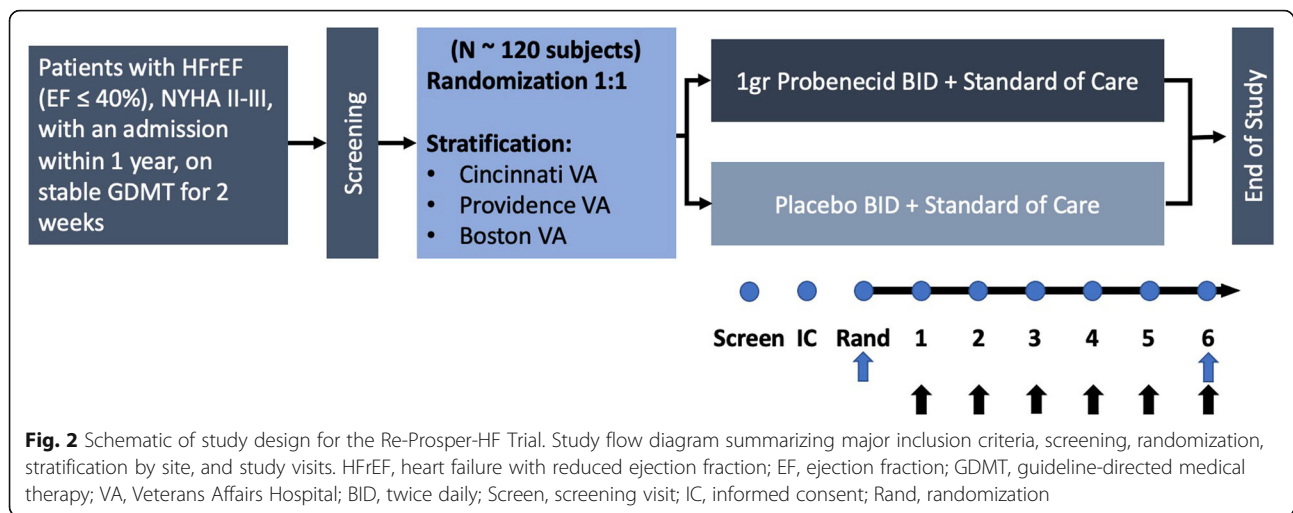 Patients with HFrEF
(EF ≤ 40%), NYHA II-III,
with an admission
within 1 year, on
stable GDMT for 2
weeks
Screening
(N ~ 120 subjects)
Randomization 1:1
Stratification:
• Cincinnati VA
• Providence VA
• Boston VA
1gr Probenecid BID + Standard of Care
Placebo BID + Standard of Care
End of Study
Screen IC Rand 1 2 3 4 5 6
Fig. 2 Schematic of study design for the Re-Prosper-HF Trial. Study flow diagram summarizing major inclusion criteria, screening, randomization,
stratification by site, and study visits. HFrEF, heart failure with reduced ejection fraction; EF, ejection fraction; GDMT, guideline-directed medical
therapy; VA, Veterans Affairs Hospital; BID, twice daily; Screen, screening visit; IC, informed consent; Rand, randomization